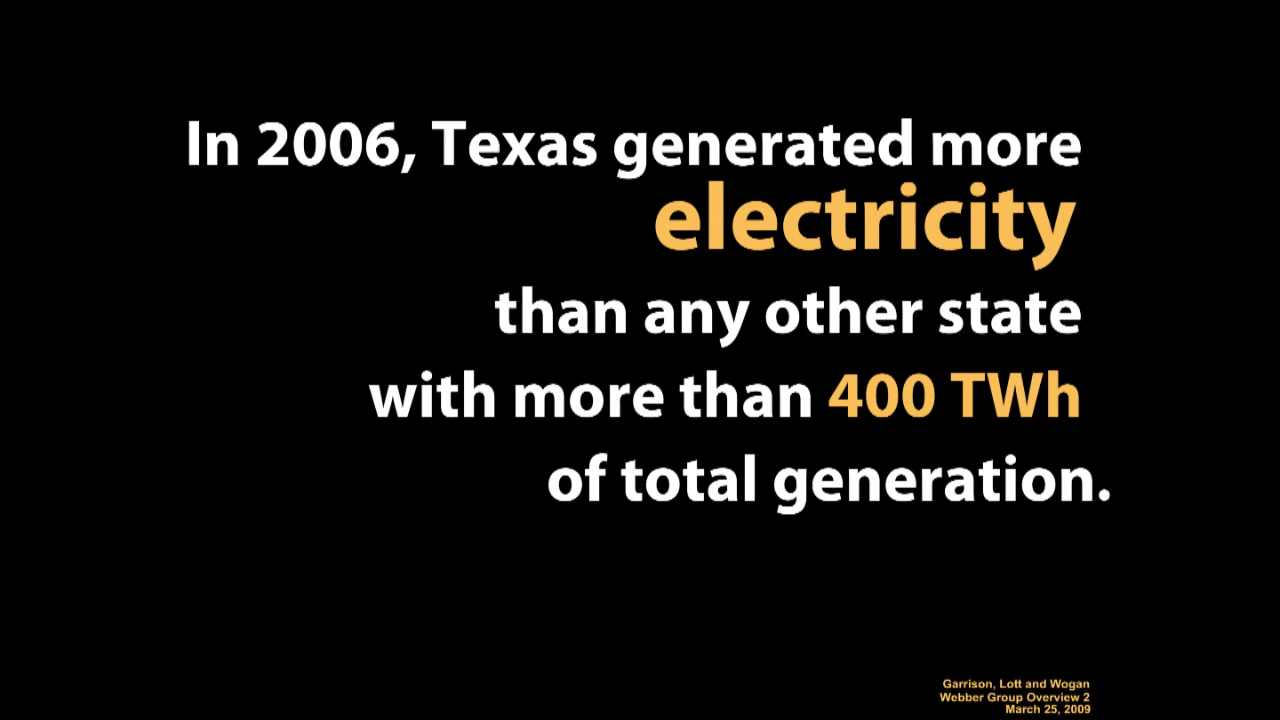 In 2006, Texas generated more
electricity
than any other state
with more than 400 TWh
of total generation.
Garrison, Lott and Wogan
Webber Group Overview 2
March 25, 2009